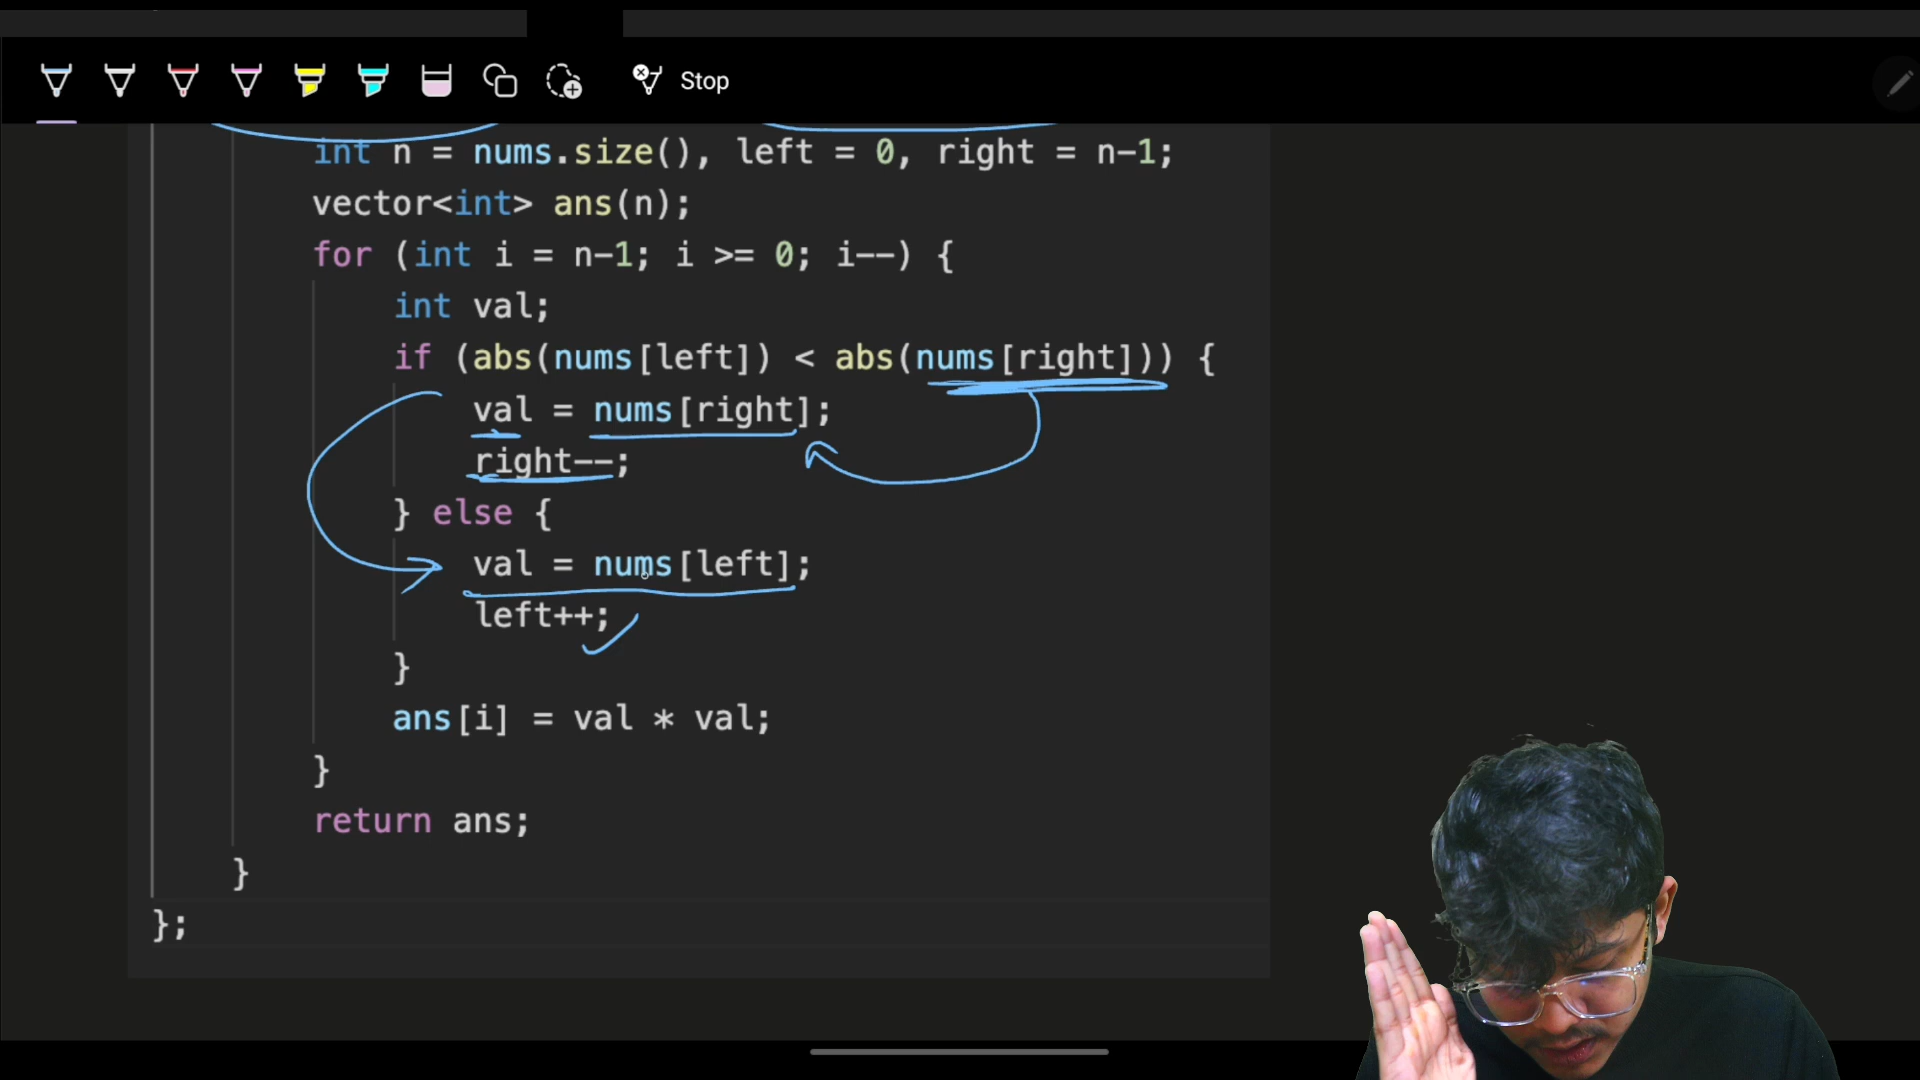 Stop
int n = nums.size(), left = 0, right = n-1;
vector<int> ans(n);
for (int i = n-1; i >= 0; i--) {
int val;
if (abs(nums[left]) < abs(nums[right])) {
val = nums[right];
right--;
} else {
val = nums[left];
left++;
}
ans[i] = val * val;
}
return ans;
}
};